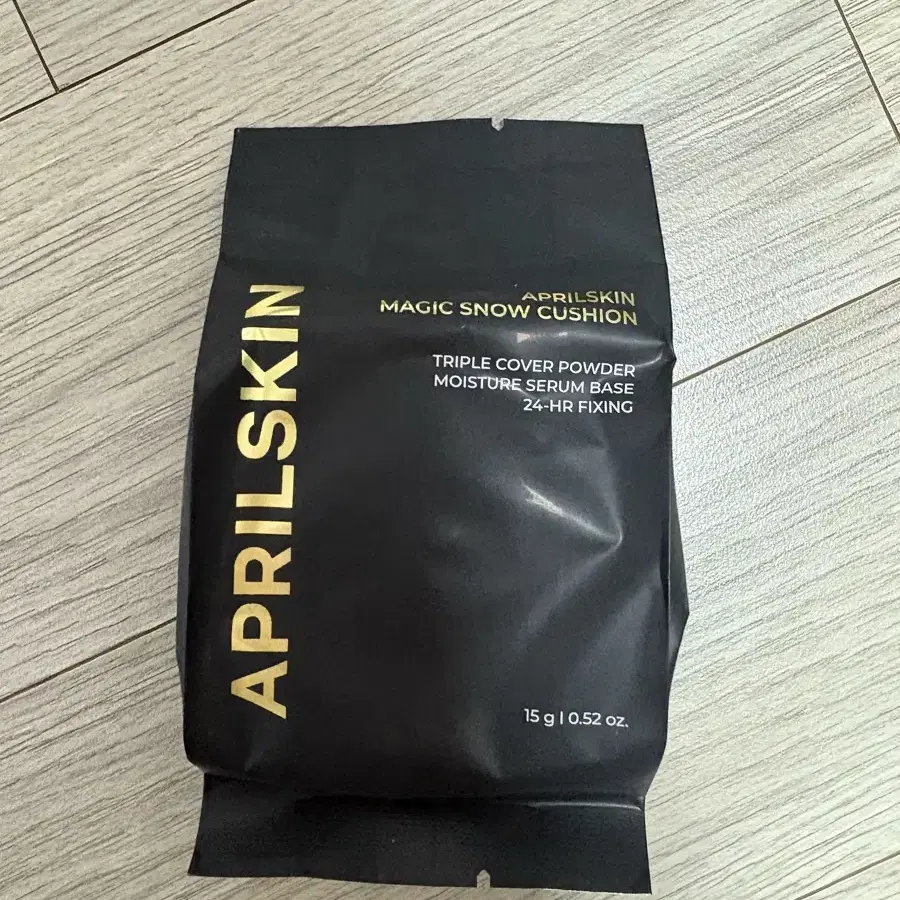 APRILSKIN
APRILSKIN
MAGIC SNOW CUSHION
TRIPLE COVER POWDER
MOISTURE SERUM BASE
24-HR FIXING
15 g | 0.52 oz.